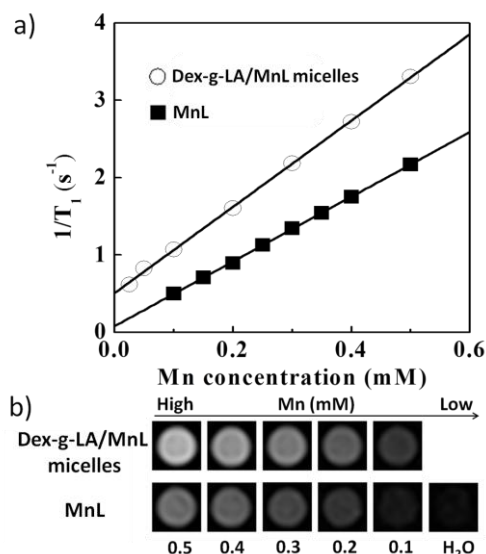 a)
4
3
2
1
0
1/T₁ (s⁻¹)
Dex-g-LA/MnL micelles
MnL
0.0 0.2 0.4 0.6
Mn concentration (mM)
b)
High Mn (mM) Low
Dex-g-LA/MnL
micelles
MnL
0.5 0.4 0.3 0.2 0.1 H₂O